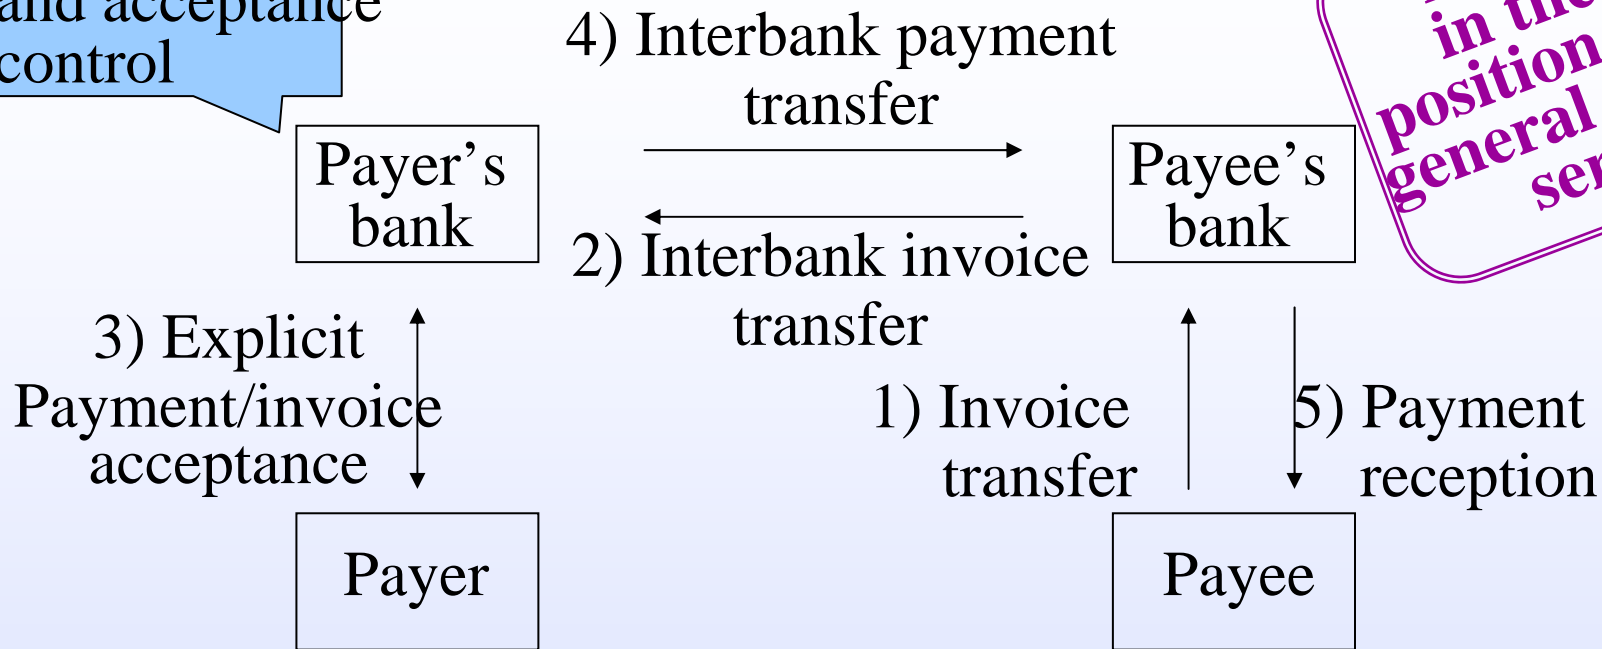 and acceptance
control
4) Interbank payment
transfer
in the
position
general
Payer’s
bank
Payee’s
bank
2) Interbank invoice
transfer
3) Explicit
Payment/invoice
acceptance
1) Invoice
transfer
5) Payment
reception
Payer
Payee